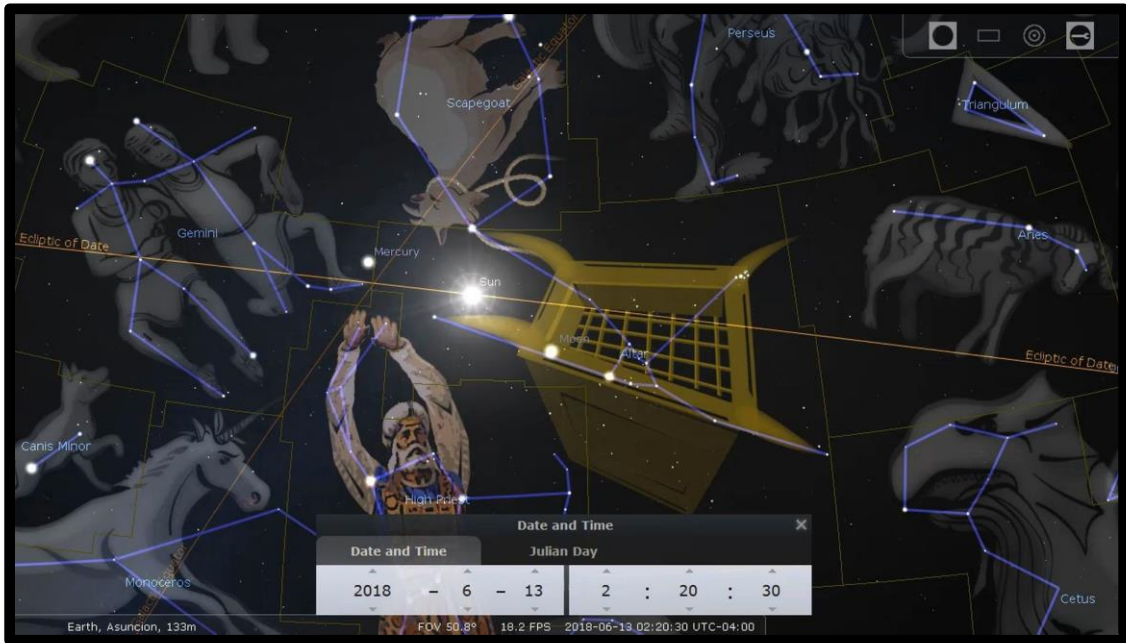 Perseus
Scapegoat
Galactic Equator
Triangulum
Gemini
Aries
Ecliptic of Date
Mercury
Sun
Moon
Altar
Ecliptic of Date
Canis Minor
High Priest
Monoceros
Cetus
Date and Time
Date and Time Julian Day
2018 – 6 – 13 2 : 20 : 30
Earth, Asuncion, 133m FOV 50.8° 18.2 FPS 2018-06-13 02:20:30 UTC-04:00